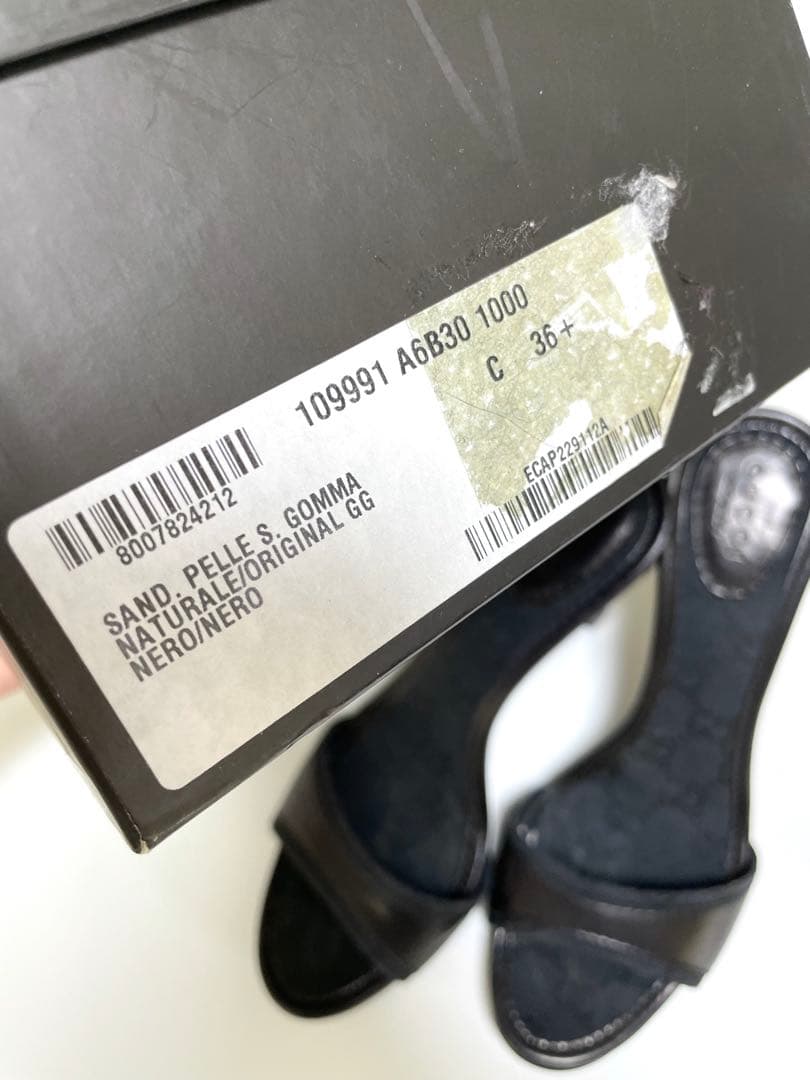 109991 A6B30 1000
C 36+
8007824212
ECAP229112A
SAND. PELLE S. GOMMA
NATURALE/ORIGINAL GG
NERO/NERO